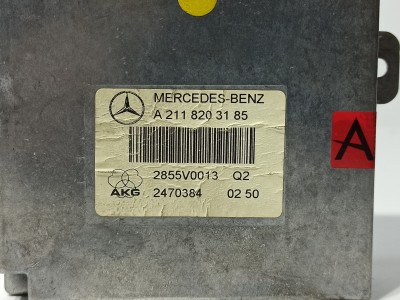 MERCEDES-BENZ
A 211 820 31 85
2855V0013 Q2
AKG 2470384 02 50
A